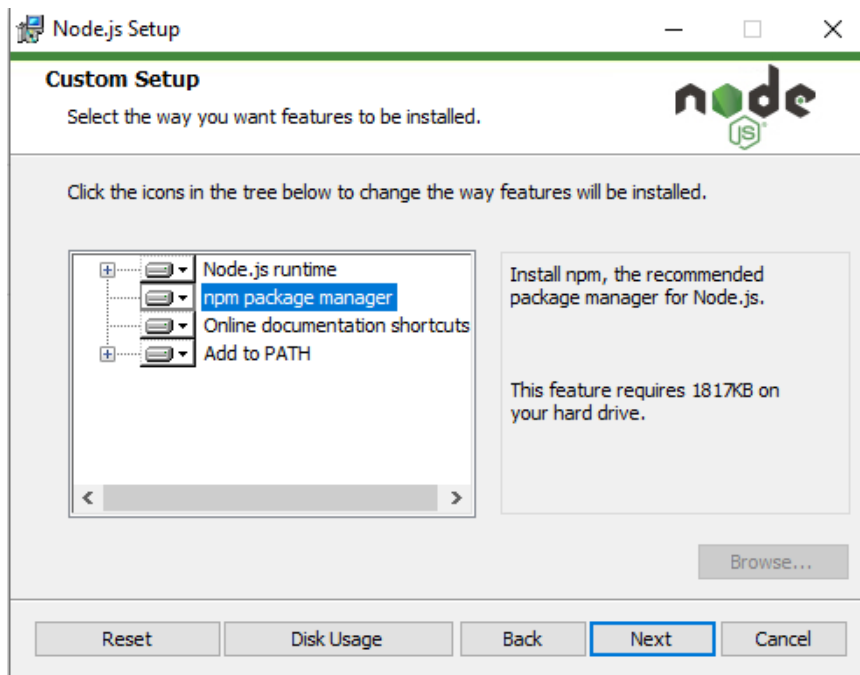 Node.js Setup
Custom Setup
Select the way you want features to be installed.
node
JS
Click the icons in the tree below to change the way features will be installed.
Node.js runtime
npm package manager
Online documentation shortcuts
Add to PATH
Install npm, the recommended
package manager for Node.js.
This feature requires 1817KB on
your hard drive.
Browse...
Reset
Disk Usage
Back
Next
Cancel